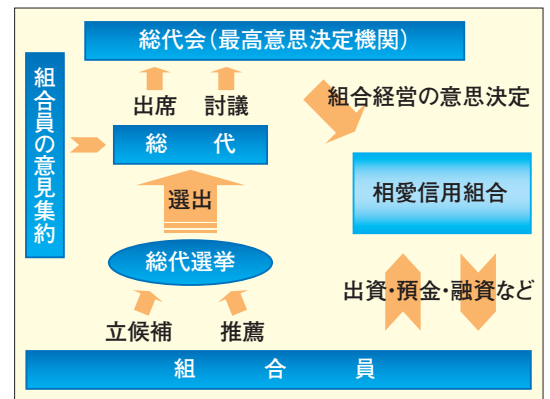 総代会（最高意思決定機関）
組合員の意見集約
出席 討議
組合経営の意思決定
総 代
選出
相愛信用組合
総代選挙
出資・預金・融資など
立候補 推薦
組 合 員